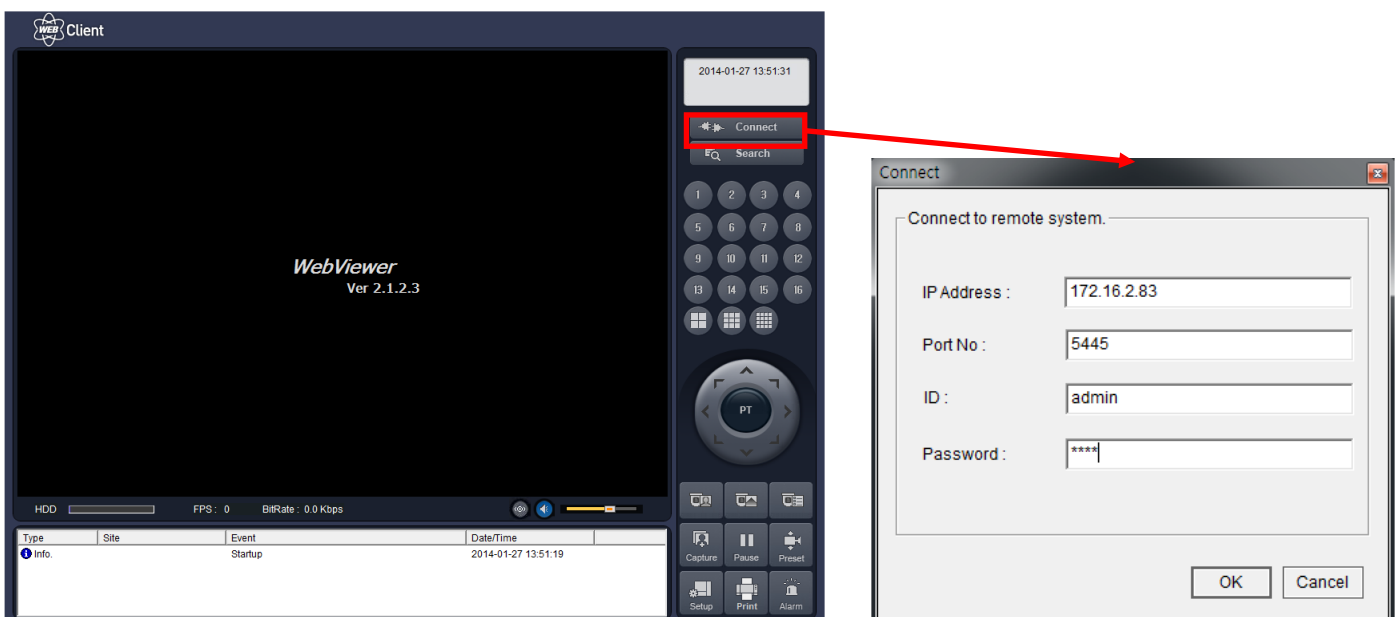 WEB Client
2014-01-27 13:51:31
Connect
Search
1 2 3 4
5 6 7 8
9 10 11 12
13 14 15 16
WebViewer
Ver 2.1.2.3
PT
HDD FPS : 0 BitRate : 0.0 Kbps
Type Site Event Date/Time
Info. Startup 2014-01-27 13:51:19
Capture Pause Preset
Setup Print Alarm
Connect
Connect to remote system.
IP Address : 172.16.2.83
Port No : 5445
ID : admin
Password : ****
OK Cancel